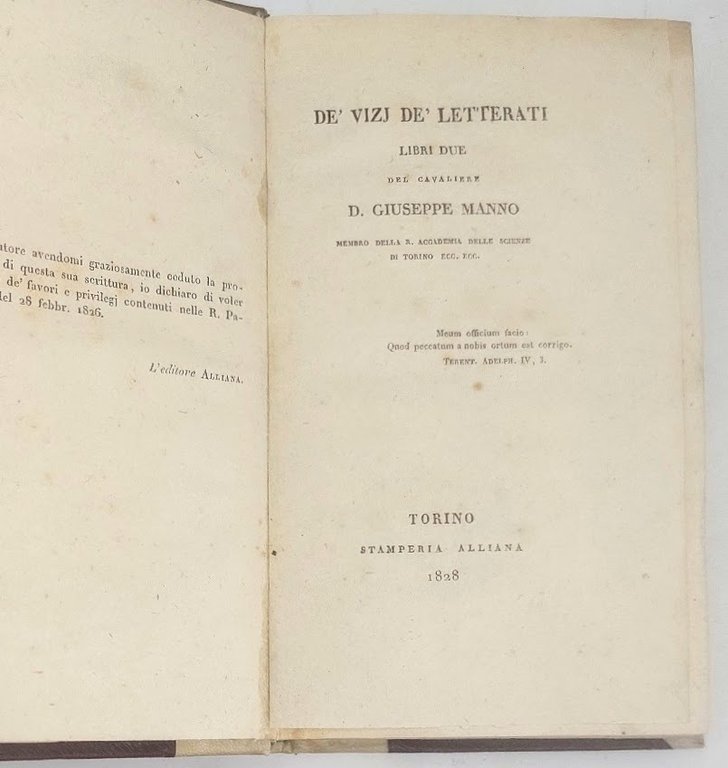 atore avendomi graziosamente ceduto la pro-
di questa sua scrittura, io dichiaro di voler
de' favori e privilegj contenuti nelle R. Pa-
del 28 febbr. 1826.
L'editore ALLIANA.
DE' VIZJ DE' LETTERATI
LIBRI DUE
DEL CAVALIERE
D. GIUSEPPE MANNO
MEMBRO DELLA R. ACCADEMIA DELLE SCIENZE
DI TORINO ECC. ECC.
Meum officium facio:
Quod peccatum a nobis ortum est corrigo.
TERENT. ADELPH. IV, 3.
TORINO
STAMPERIA ALLIANA
1828